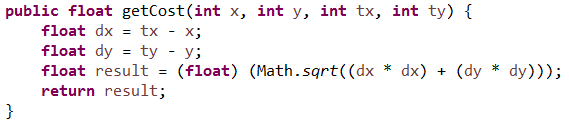 public float getCost(int x, int y, int tx, int ty) {
    float dx = tx - x;
    float dy = ty - y;
    float result = (float) (Math.sqrt((dx * dx) + (dy * dy)));
    return result;
}